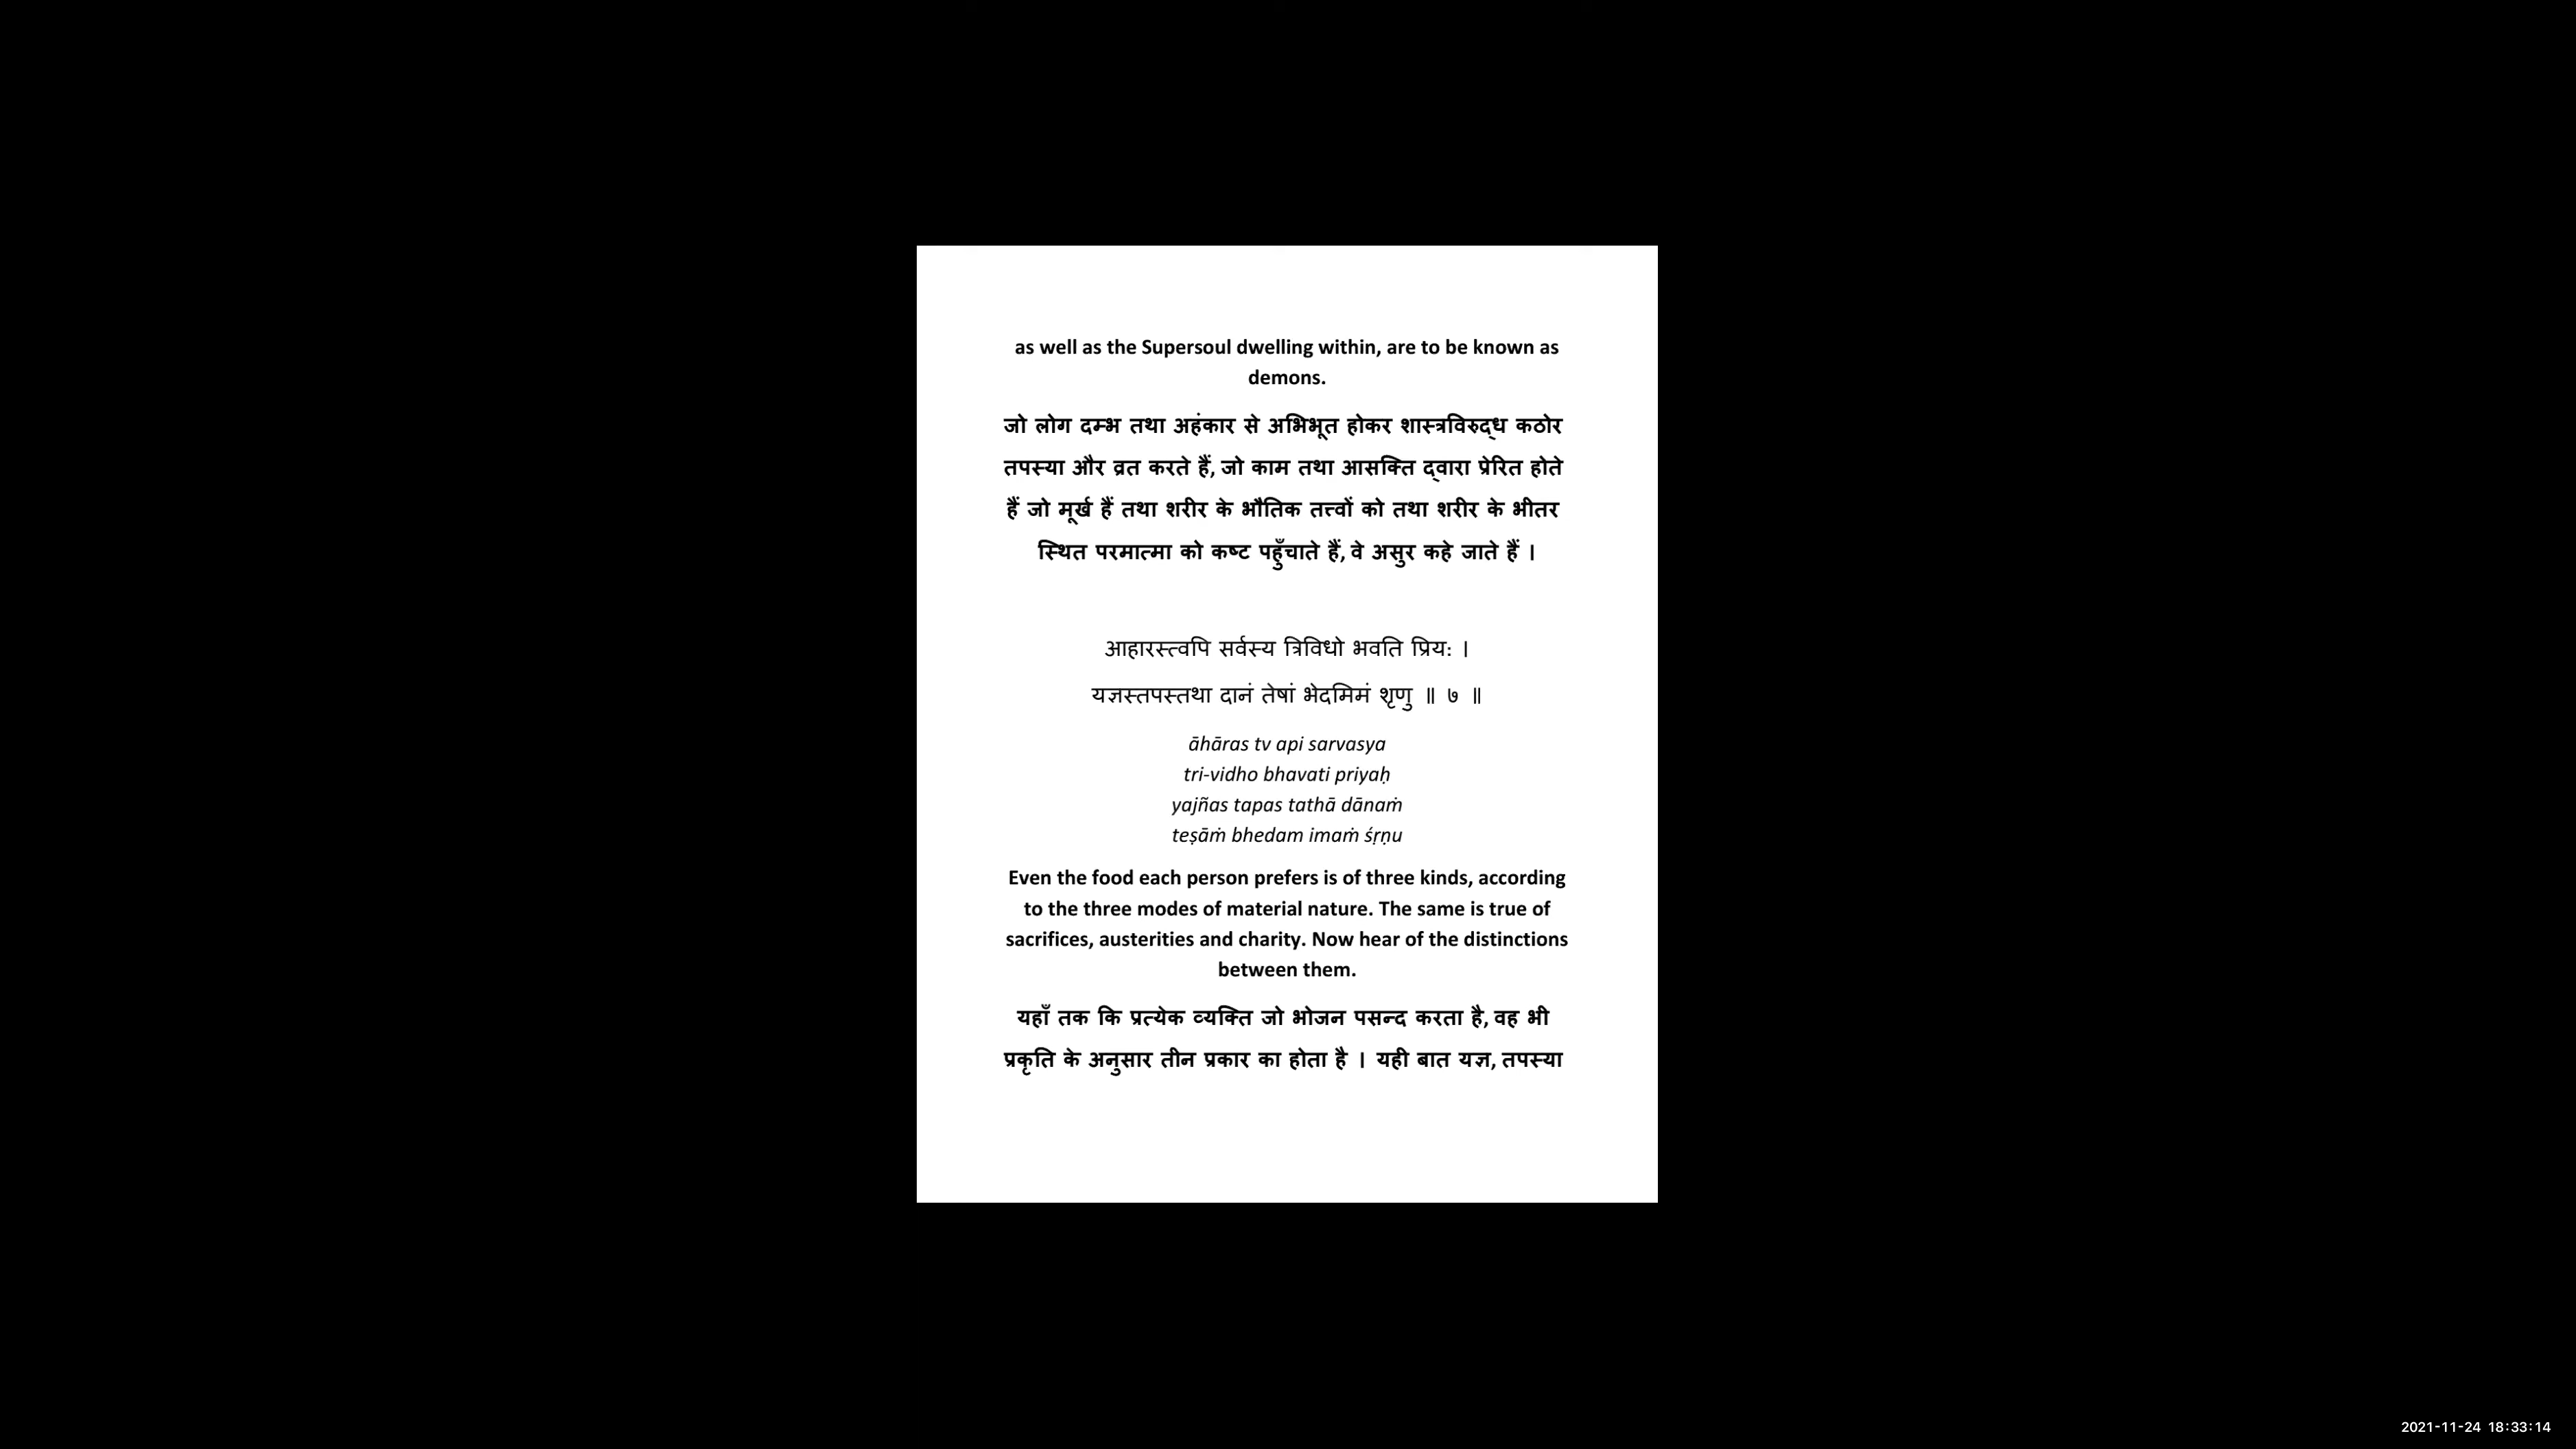 as well as the Supersoul dwelling within, are to be known as
demons.
जो लोग दम्भ तथा अहंकार से अभिभूत होकर शास्त्रविरुद्ध कठोर
तपस्या और व्रत करते हैं, जो काम तथा आसक्ति द्वारा प्रेरित होते
हैं जो मूर्ख हैं तथा शरीर के भौतिक तत्त्वों को तथा शरीर के भीतर
स्थित परमात्मा को कष्ट पहुँचाते हैं, वे असुर कहे जाते हैं ।
आहारस्त्वपि सर्वस्य त्रिविधो भवति प्रियः ।
यज्ञस्तपस्तथा दानं तेषां भेदमिमं शृणु ॥ ७ ॥
āhāras tv api sarvasya
tri-vidho bhavati priyaḥ
yajñas tapas tathā dānaṁ
teṣāṁ bhedam imaṁ śṛṇu
Even the food each person prefers is of three kinds, according
to the three modes of material nature. The same is true of
sacrifices, austerities and charity. Now hear of the distinctions
between them.
यहाँ तक कि प्रत्येक व्यक्ति जो भोजन पसन्द करता है, वह भी
प्रकृति के अनुसार तीन प्रकार का होता है । यही बात यज्ञ, तपस्या
2021-11-24 18:33:14